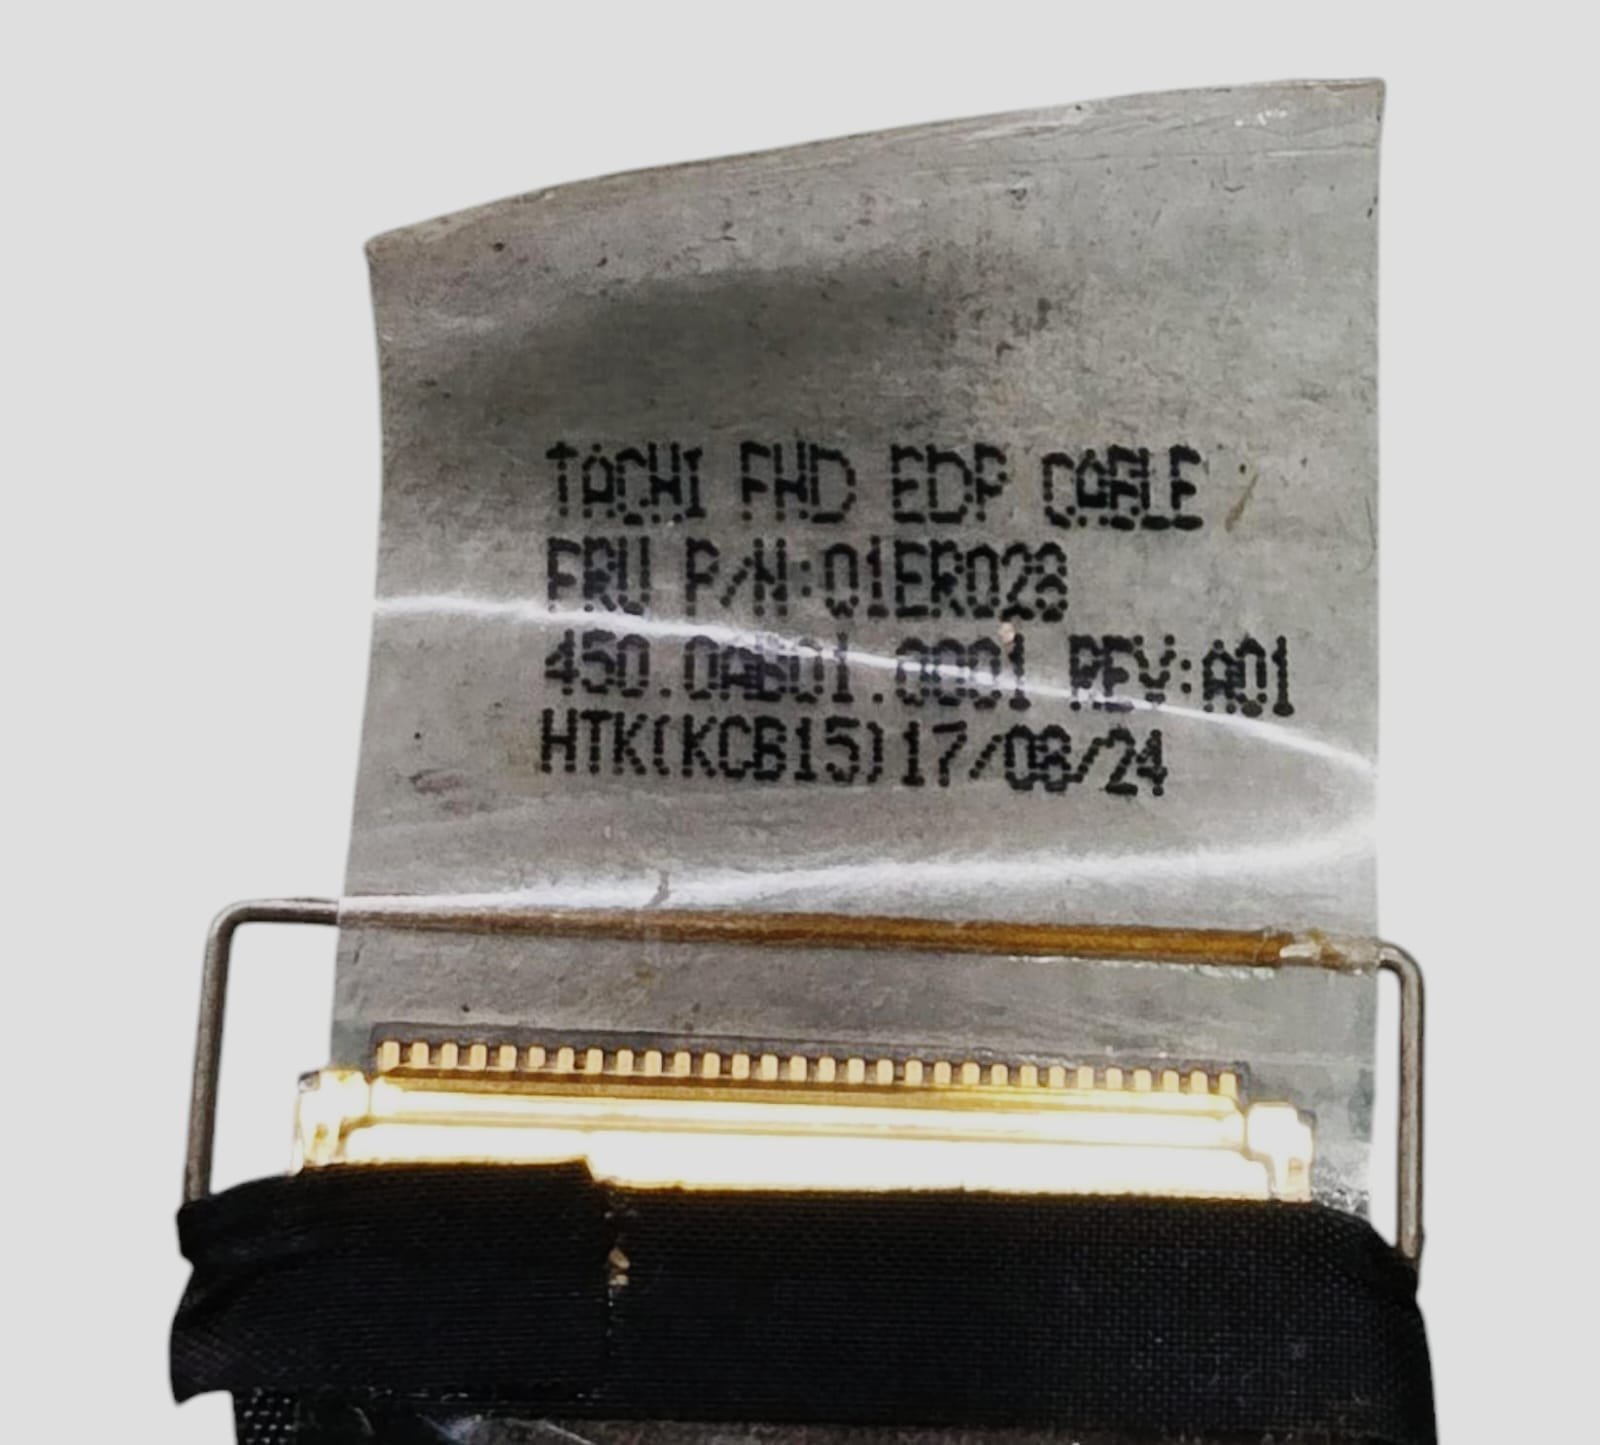 TACHI FHD EDP CABLE
FRU P/N:01ER028
450.0AB01.0001 REV:A01
HTK(KCB15)17/08/24